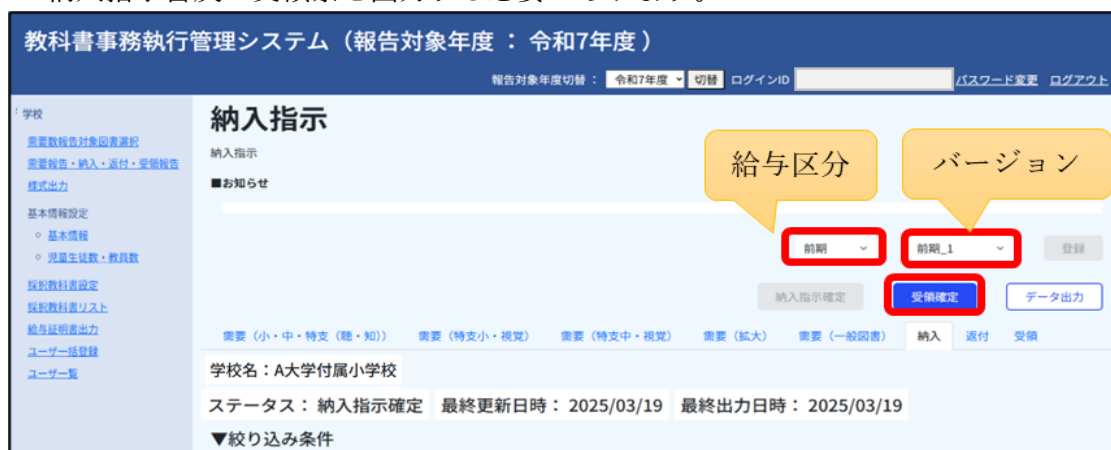 教科書事務執行管理システム（報告対象年度 ： 令和7年度 ）
報告対象年度切替 ： 令和7年度 切替 ログインID パスワード変更 ログアウト
学校
需要数報告対象図書選択
需要報告・納入・返付・受領報告
様式出力
基本情報設定
基本情報
児童生徒数・教員数
採択教科書設定
採択教科書リスト
給与証明書出力
ユーザ一括登録
ユーザ一覧
納入指示
納入指示
■お知らせ
給与区分
バージョン
前期 前期_1 登録
納入指示確定 受領確定 データ出力
需要（小・中・特支（聴・知）） 需要（特支小・視覚） 需要（特支中・視覚） 需要（拡大） 需要（一般図書） 納入 返付 受領
学校名：A大学付属小学校
ステータス： 納入指示確定 最終更新日時： 2025/03/19 最終出力日時： 2025/03/19
▼絞り込み条件